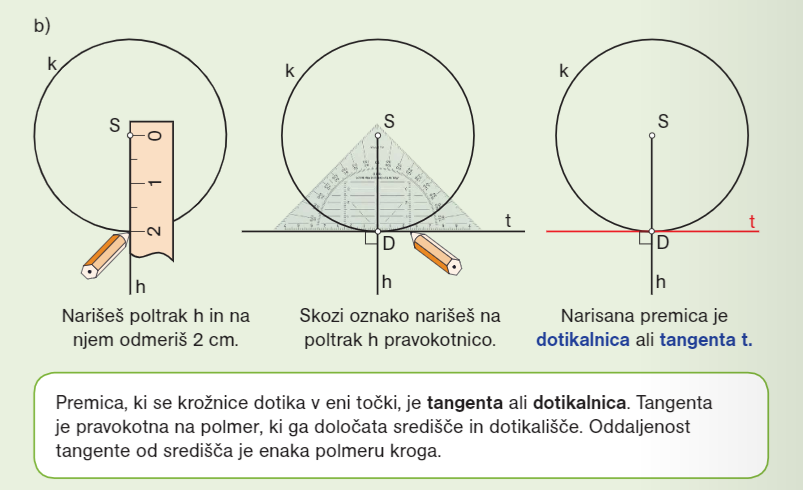 b)
k
S
0
1
2
h
k
S
t
D
h
k
S
t
D
h
Narišeš poltrak h in na
njem odmeriš 2 cm.
Skozi oznako narišeš na
poltrak h pravokotnico.
Narisana premica je
dotikalnica ali tangenta t.
Premica, ki se krožnice dotika v eni točki, je tangenta ali dotikalnica. Tangenta
je pravokotna na polmer, ki ga določata središče in dotikališče. Oddaljenost
tangente od središča je enaka polmeru kroga.